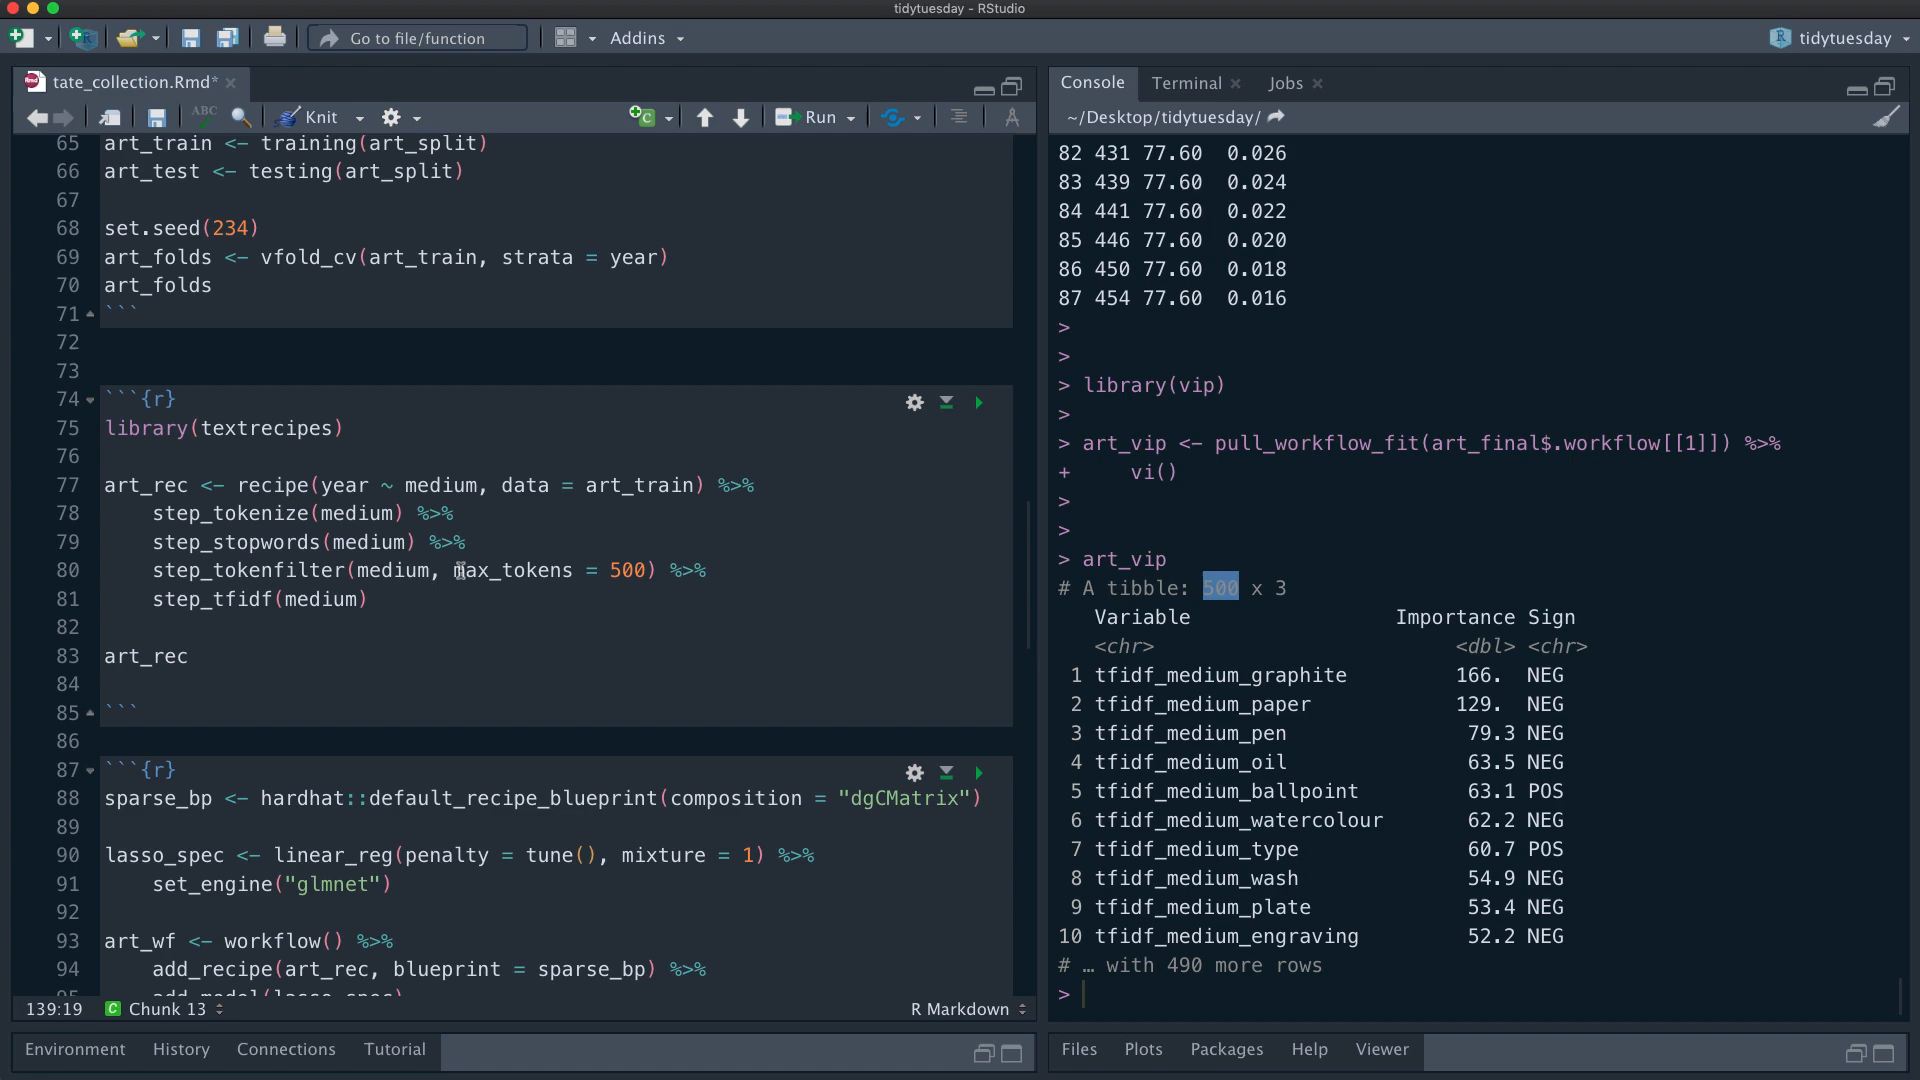 tidytuesday - RStudio
Go to file/function
Addins
tidytuesday
tate_collection.Rmd*
ABC
Knit
Run
65 art_train <- training(art_split)
66 art_test <- testing(art_split)
67
68 set.seed(234)
69 art_folds <- vfold_cv(art_train, strata = year)
70 art_folds
71 ```
72
73
74 ```{r}
75 library(textrecipes)
76
77 art_rec <- recipe(year ~ medium, data = art_train) %>%
78 step_tokenize(medium) %>%
79 step_stopwords(medium) %>%
80 step_tokenfilter(medium, max_tokens = 500) %>%
81 step_tfidf(medium)
82
83 art_rec
84
85 ```
86
87 ```{r}
88 sparse_bp <- hardhat::default_recipe_blueprint(composition = "dgCMatrix")
89
90 lasso_spec <- linear_reg(penalty = tune(), mixture = 1) %>%
91 set_engine("glmnet")
92
93 art_wf <- workflow() %>%
94 add_recipe(art_rec, blueprint = sparse_bp) %>%
95 add_model(lasso_spec)
139:19
Chunk 13
R Markdown
Environment
History
Connections
Tutorial
Console
Terminal
Jobs
~/Desktop/tidytuesday/
82 431 77.60 0.026
83 439 77.60 0.024
84 441 77.60 0.022
85 446 77.60 0.020
86 450 77.60 0.018
87 454 77.60 0.016
>
>
> library(vip)
>
> art_vip <- pull_workflow_fit(art_final$.workflow[[1]]) %>%
+ vi()
>
>
> art_vip
# A tibble: 500 x 3
Variable Importance Sign
<chr> <dbl> <chr>
1 tfidf_medium_graphite 166. NEG
2 tfidf_medium_paper 129. NEG
3 tfidf_medium_pen 79.3 NEG
4 tfidf_medium_oil 63.5 NEG
5 tfidf_medium_ballpoint 63.1 POS
6 tfidf_medium_watercolour 62.2 NEG
7 tfidf_medium_type 60.7 POS
8 tfidf_medium_wash 54.9 NEG
9 tfidf_medium_plate 53.4 NEG
10 tfidf_medium_engraving 52.2 NEG
# … with 490 more rows
>
Files
Plots
Packages
Help
Viewer